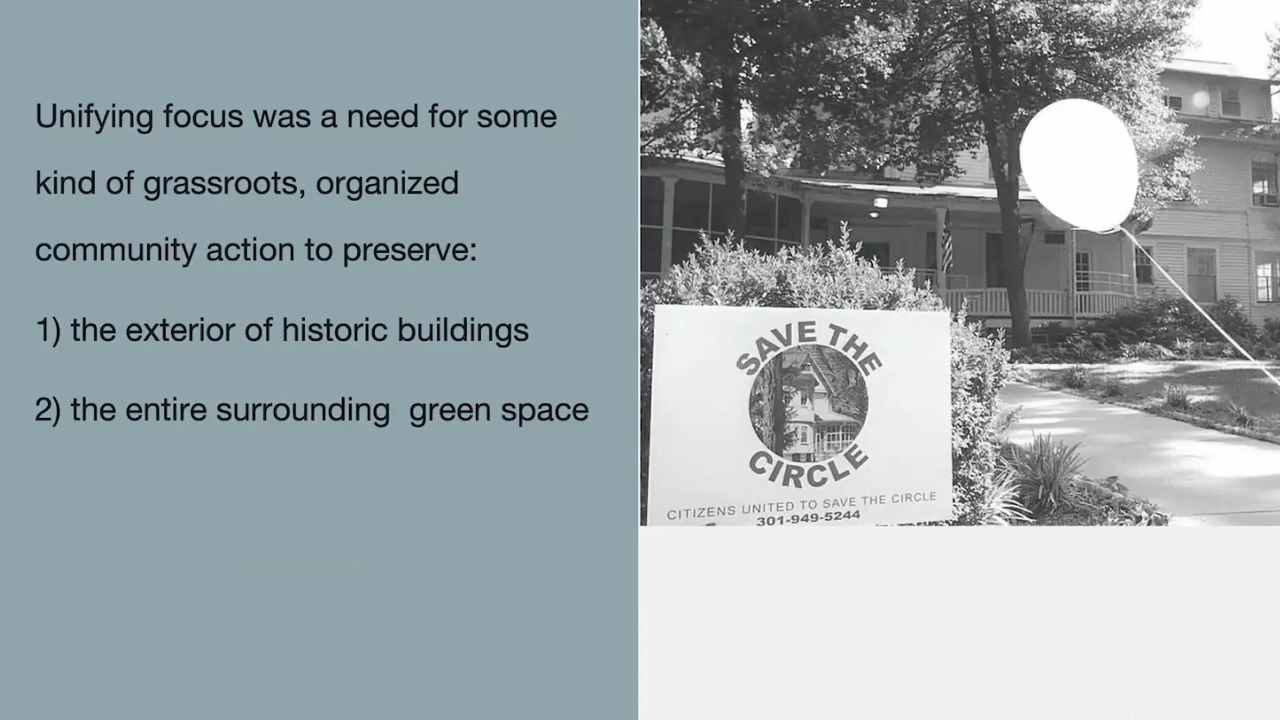 Unifying focus was a need for some
kind of grassroots, organized
community action to preserve:
1) the exterior of historic buildings
2) the entire surrounding green space
SAVE THE
CIRCLE
CITIZENS UNITED TO SAVE THE CIRCLE
301-949-5244